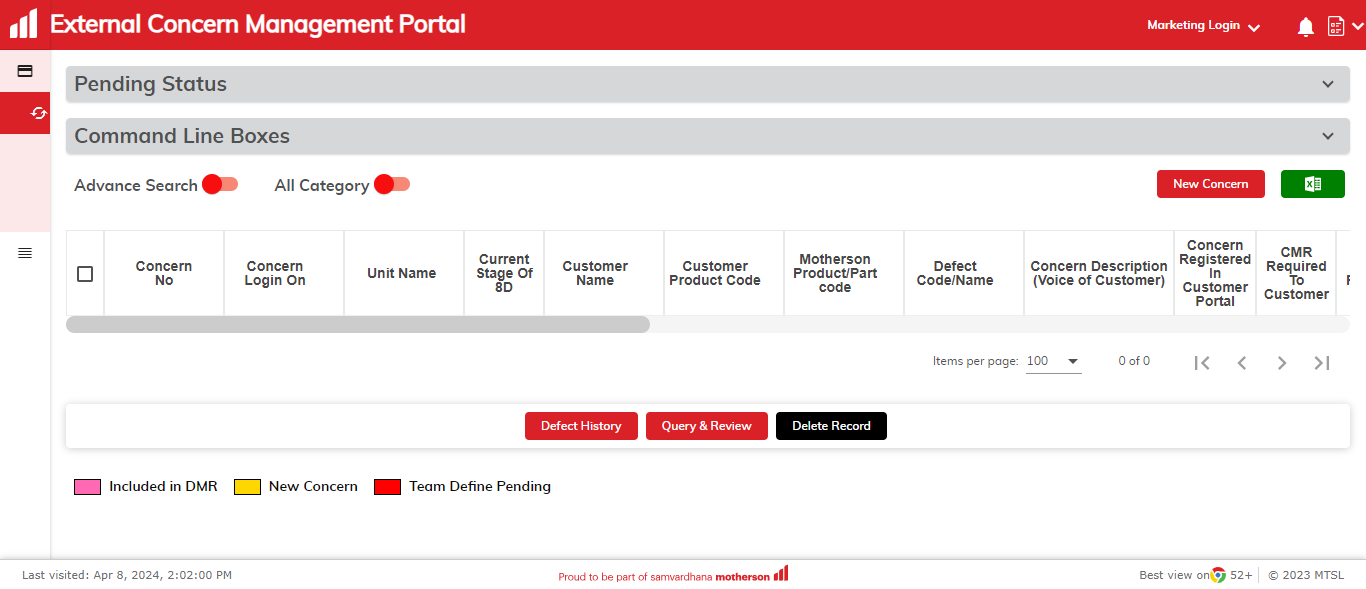 External Concern Management Portal
Marketing Login
Pending Status
Command Line Boxes
Advance Search
All Category
New Concern
Concern
No
Concern
Login On
Unit Name
Current
Stage Of
8D
Customer
Name
Customer
Product Code
Motherson
Product/Part
code
Defect
Code/Name
Concern Description
(Voice of Customer)
Concern
Registered
In
Customer
Portal
CMR
Required
To
Customer
Items per page: 100
0 of 0
Defect History
Query & Review
Delete Record
Included in DMR
New Concern
Team Define Pending
Last visited: Apr 8, 2024, 2:02:00 PM
Proud to be part of samvardhana motherson
Best view on 52+
© 2023 MTSL